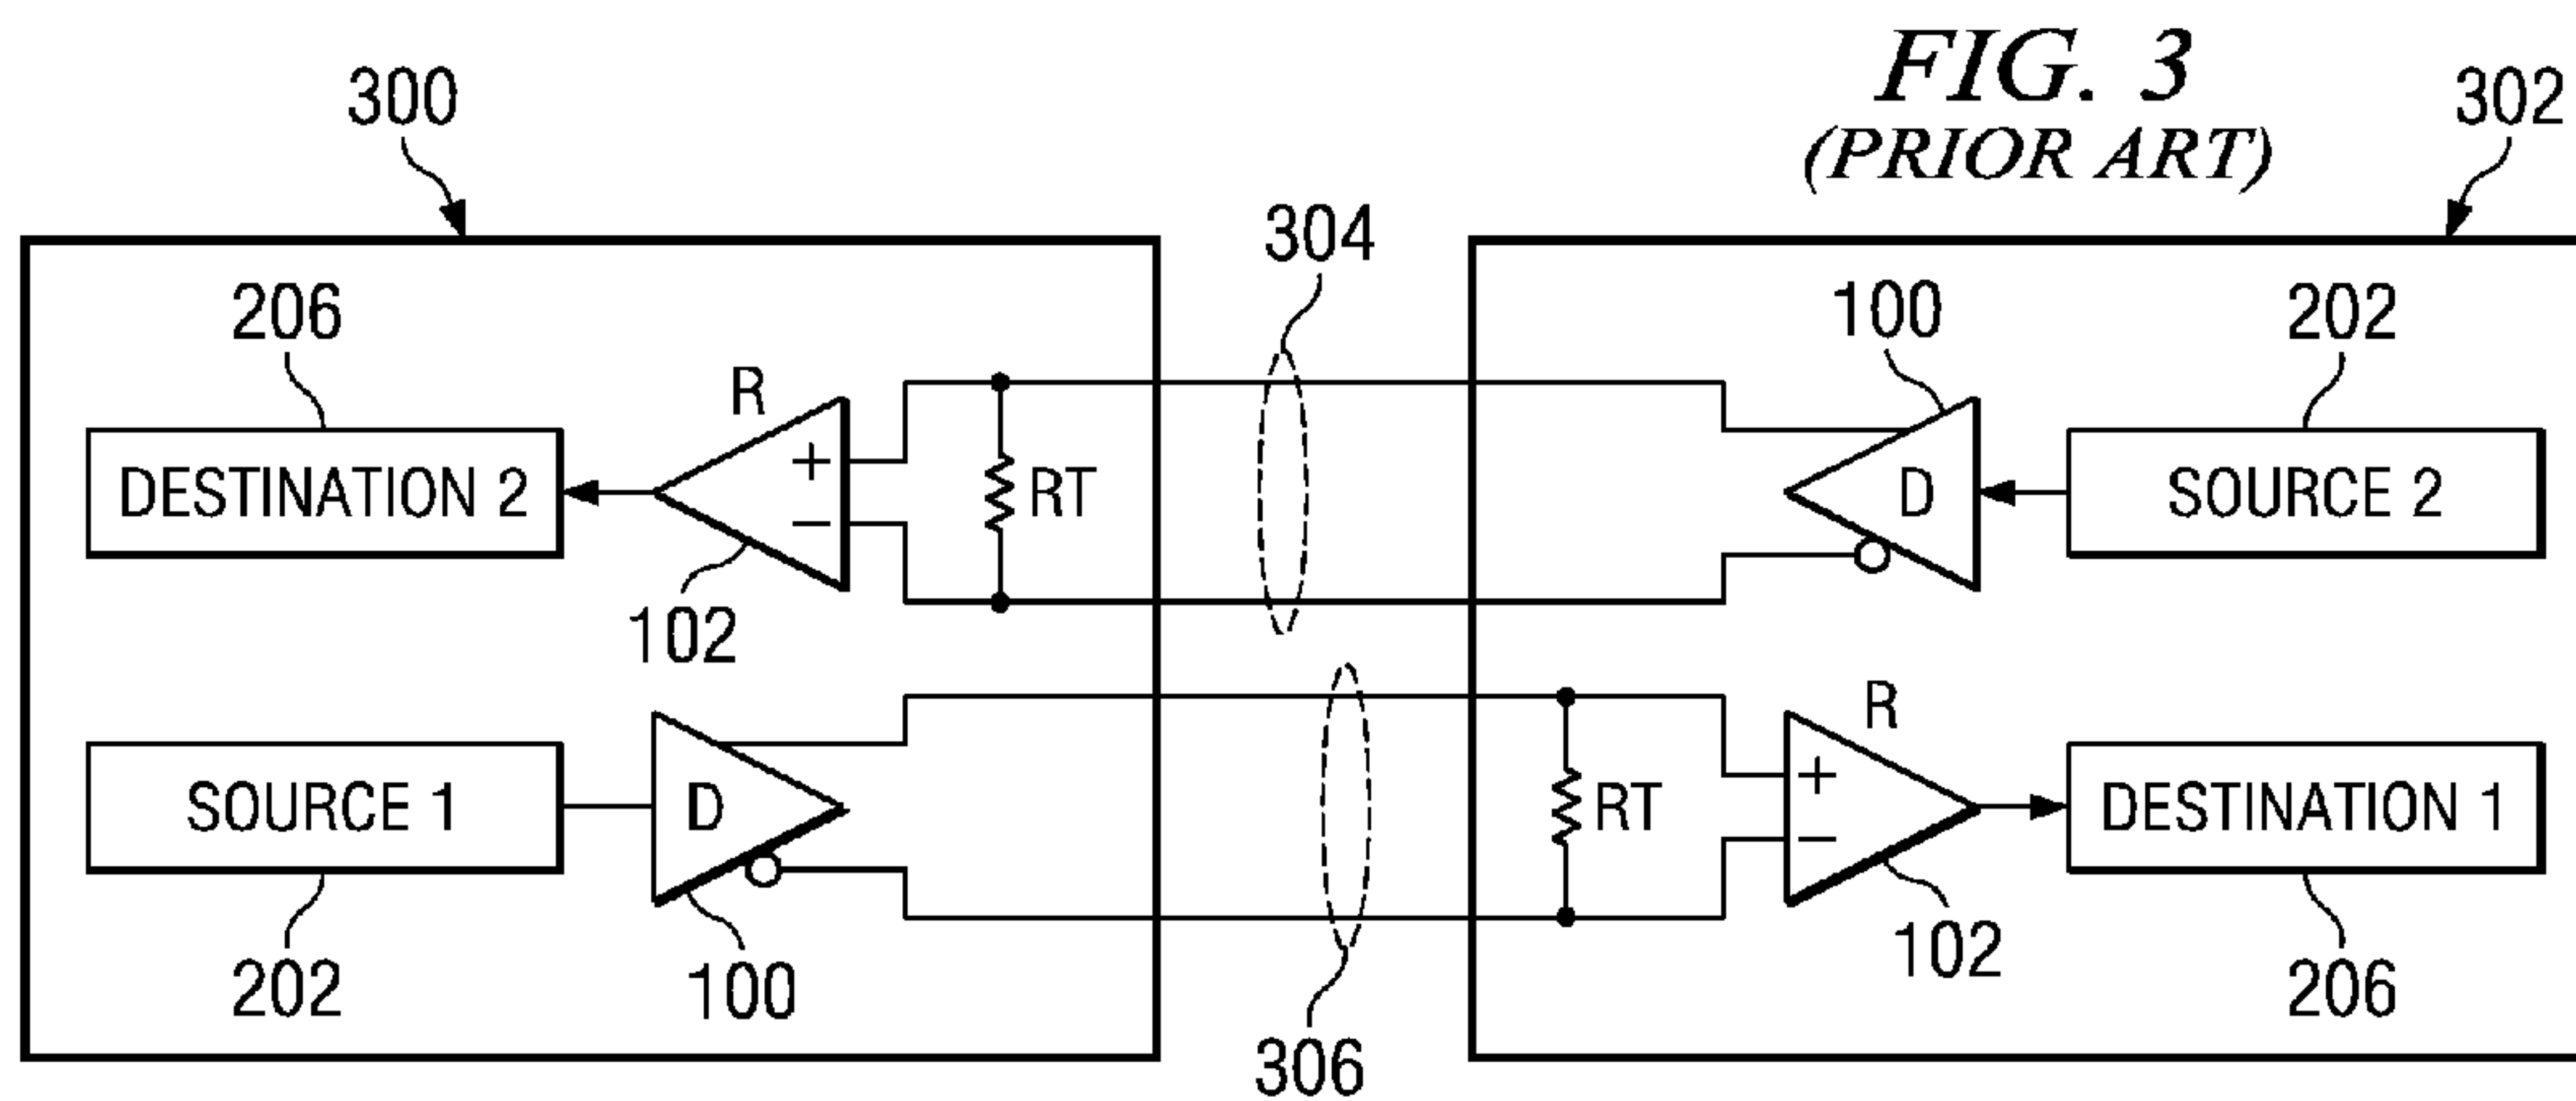 FIG. 3
(PRIOR ART)
300
302
304
206
100
202
R
DESTINATION 2
+
−
RT
D
SOURCE 2
102
R
SOURCE 1
D
RT
+
−
DESTINATION 1
202
100
102
206
306